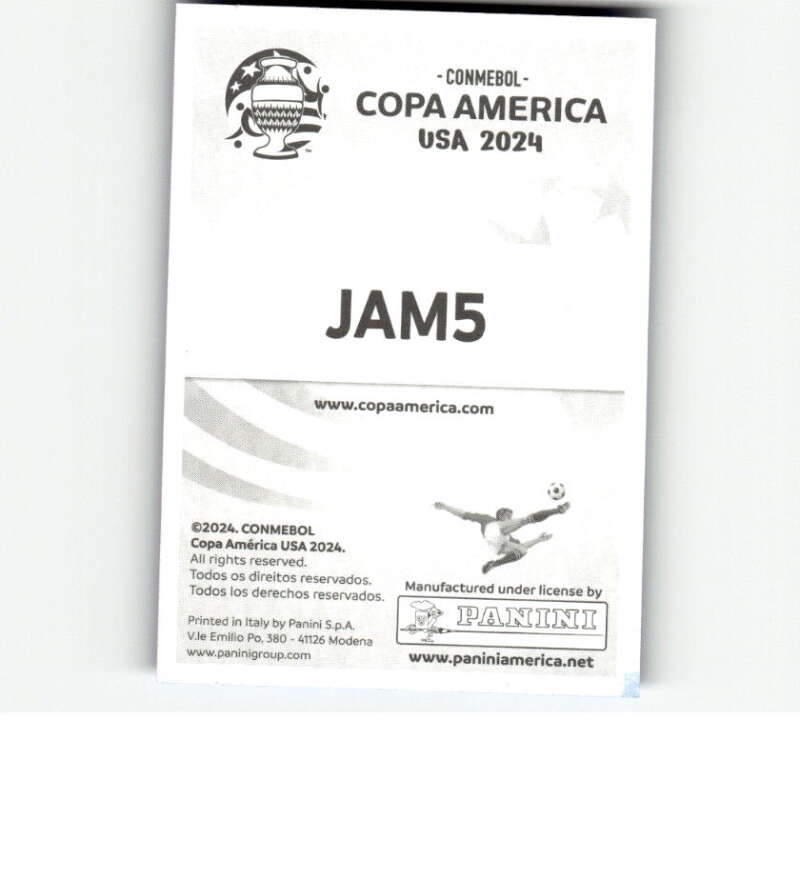 - CONMEBOL -
COPA AMERICA
USA 2024
JAM5
www.copaamerica.com
©2024. CONMEBOL
Copa América USA 2024.
All rights reserved.
Todos os direitos reservados.
Todos los derechos reservados.
Manufactured under license by
PANINI
Printed in Italy by Panini S.p.A.
V.le Emilio Po, 380 - 41126 Modena
www.paninigroup.com
www.paniniamerica.net